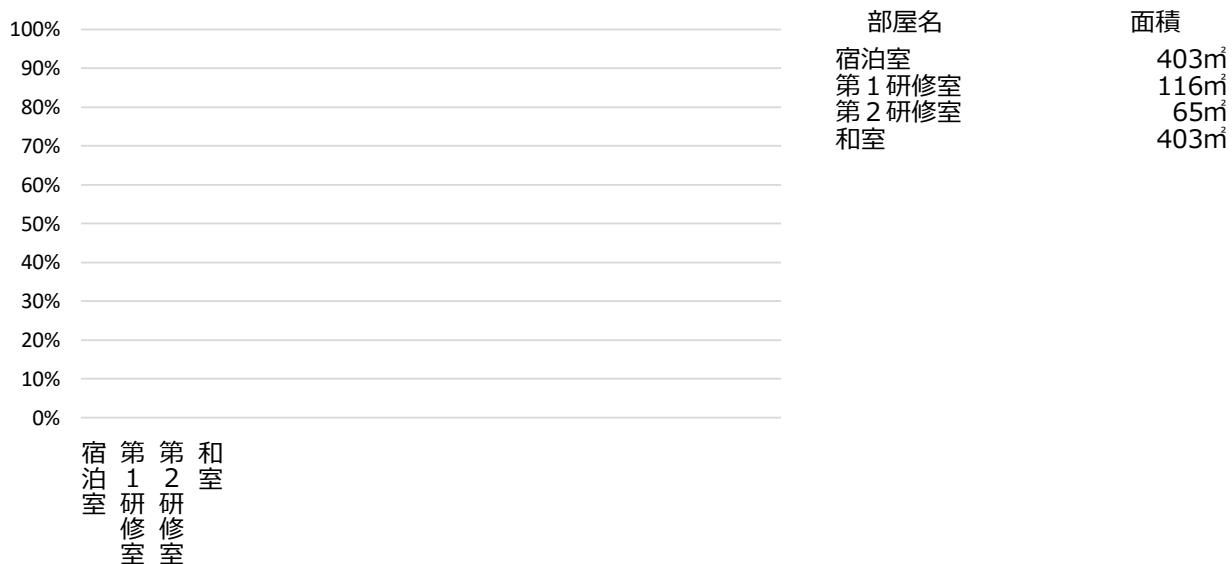 100%
90%
80%
70%
60%
50%
40%
30%
20%
10%
0%
宿泊室
第１研修室
第２研修室
和室
部屋名 面積
宿泊室 403㎡
第１研修室 116㎡
第２研修室 65㎡
和室 403㎡